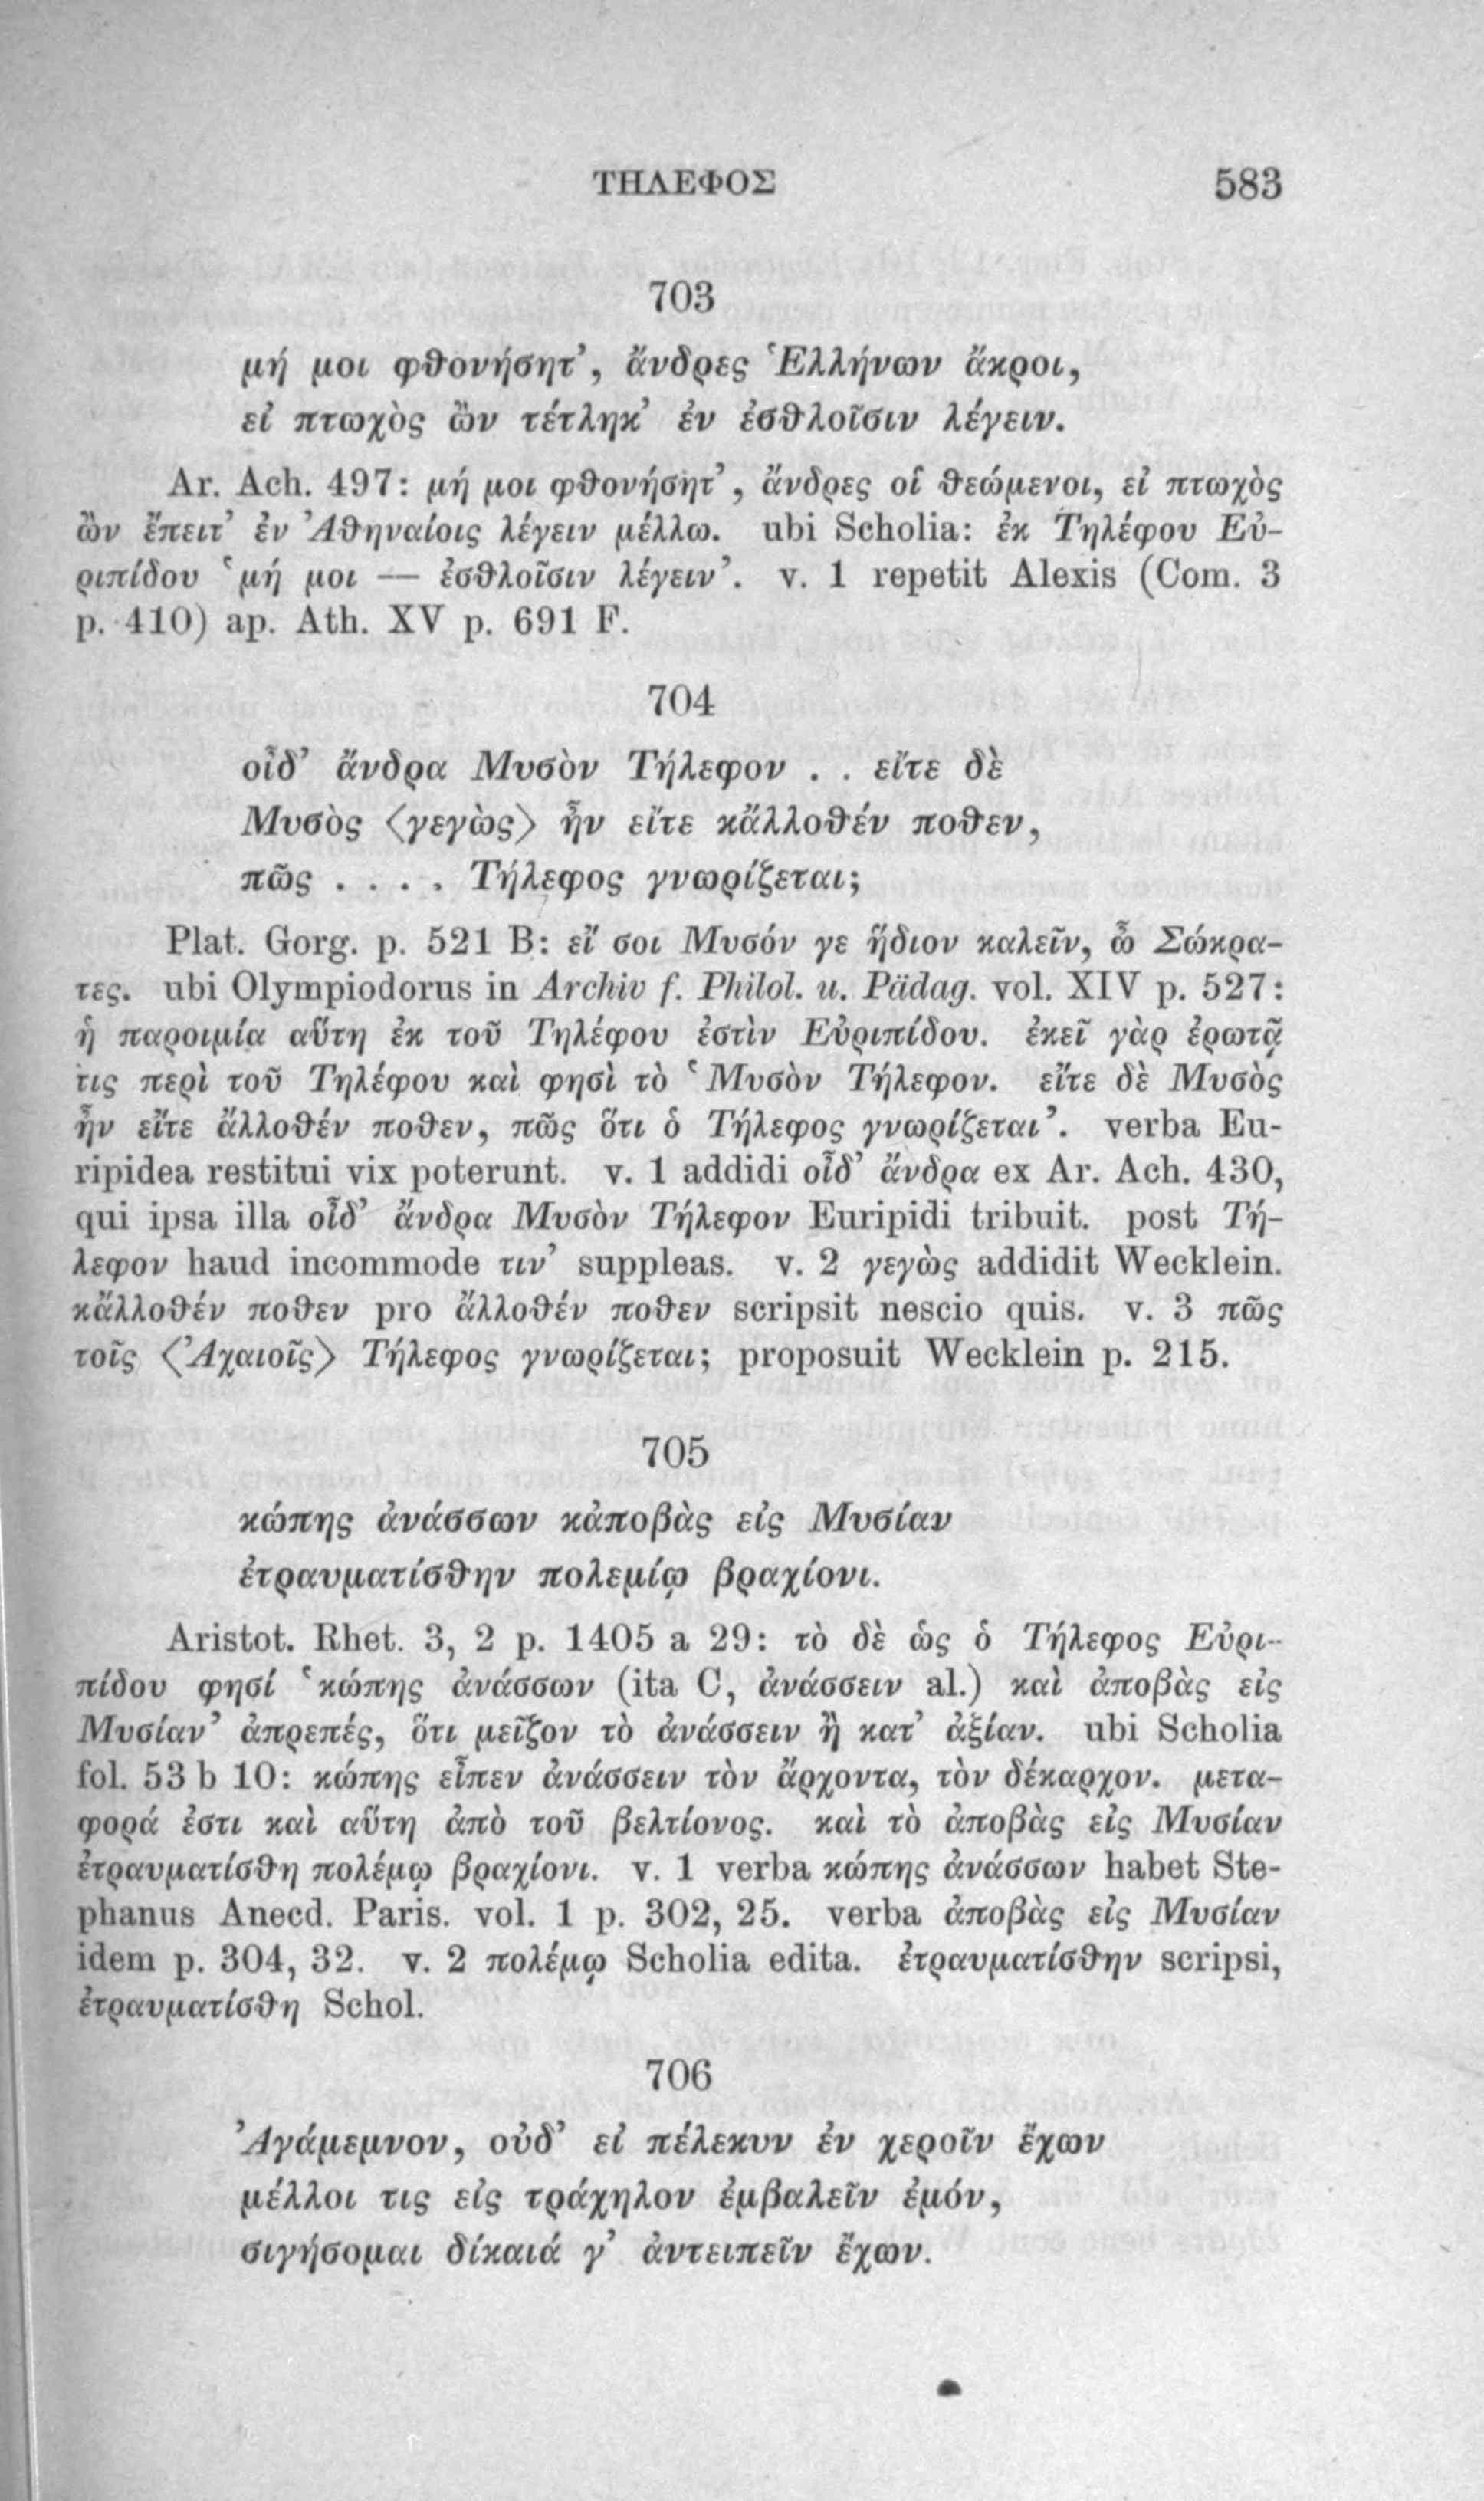 ΤΗΛΕΦΟΣ 583
703
μή μοι φθονήσητ’, ἄνδρες Ἑλλήνων ἄκροι,
εἰ πτωχὸς ὢν τέτληκ’ ἐν ἐσθλοῖσιν λέγειν.
Ar. Ach. 497: μή μοι φθονήσητ’, ἄνδρες οἱ θεώμενοι, εἰ πτωχὸς
ὢν ἔπειτ’ ἐν Ἀθηναίοις λέγειν μέλλω. ubi Scholia: ἐκ Τηλέφου Εὐ-
ριπίδου ‘μή μοι — ἐσθλοῖσιν λέγειν’. v. 1 repetit Alexis (Com. 3
p. 410) ap. Ath. XV p. 691 F.
704
οἶδ’ ἄνδρα Μυσὸν Τήλεφον . . εἴτε δὲ
Μυσὸς ⟨γεγὼς⟩ ἦν εἴτε κἄλλοθέν ποθεν,
πῶς . . . . Τήλεφος γνωρίζεται;
Plat. Gorg. p. 521 B: εἴ σοι Μυσόν γε ἥδιον καλεῖν, ὦ Σώκρα-
τες. ubi Olympiodorus in Archiv f. Philol. u. Pädag. vol. XIV p. 527:
ἡ παροιμία αὕτη ἐκ τοῦ Τηλέφου ἐστὶν Εὐριπίδου. ἐκεῖ γὰρ ἐρωτᾷ
τις περὶ τοῦ Τηλέφου καὶ φησὶ τὸ ‘Μυσὸν Τήλεφον. εἴτε δὲ Μυσὸς
ἦν εἴτε ἄλλοθέν ποθεν, πῶς ὅτι ὁ Τήλεφος γνωρίζεται’. verba Eu-
ripidea restitui vix poterunt. v. 1 addidi οἶδ’ ἄνδρα ex Ar. Ach. 430,
qui ipsa illa οἶδ’ ἄνδρα Μυσὸν Τήλεφον Euripidi tribuit. post Τή-
λεφον haud incommode τιν’ suppleas. v. 2 γεγὼς addidit Wecklein.
κἄλλοθέν ποθεν pro ἄλλοθέν ποθεν scripsit nescio quis. v. 3 πῶς
τοῖς ⟨Ἀχαιοῖς⟩ Τήλεφος γνωρίζεται; proposuit Wecklein p. 215.
705
κώπης ἀνάσσων κἀποβὰς εἰς Μυσίαν
ἐτραυματίσθην πολεμίῳ βραχίονι.
Aristot. Rhet. 3, 2 p. 1405 a 29: τὸ δὲ ὡς ὁ Τήλεφος Εὐρι-
πίδου φησί ‘κώπης ἀνάσσων (ita C, ἀνάσσειν al.) καὶ ἀποβὰς εἰς
Μυσίαν’ ἀπρεπές, ὅτι μεῖζον τὸ ἀνάσσειν ἢ κατ’ ἀξίαν. ubi Scholia
fol. 53 b 10: κώπης εἶπεν ἀνάσσειν τὸν ἄρχοντα, τὸν δέκαρχον. μετα-
φορά ἐστι καὶ αὕτη ἀπὸ τοῦ βελτίονος. καὶ τὸ ἀποβὰς εἰς Μυσίαν
ἐτραυματίσθη πολέμῳ βραχίονι. v. 1 verba κώπης ἀνάσσων habet Ste-
phanus Anecd. Paris. vol. 1 p. 302, 25. verba ἀποβὰς εἰς Μυσίαν
idem p. 304, 32. v. 2 πολέμῳ Scholia edita. ἐτραυματίσθην scripsi,
ἐτραυματίσθη Schol.
706
Ἀγάμεμνον, οὐδ’ εἰ πέλεκυν ἐν χεροῖν ἔχων
μέλλοι τις εἰς τράχηλον ἐμβαλεῖν ἐμόν,
σιγήσομαι δίκαιά γ’ ἀντειπεῖν ἔχων.